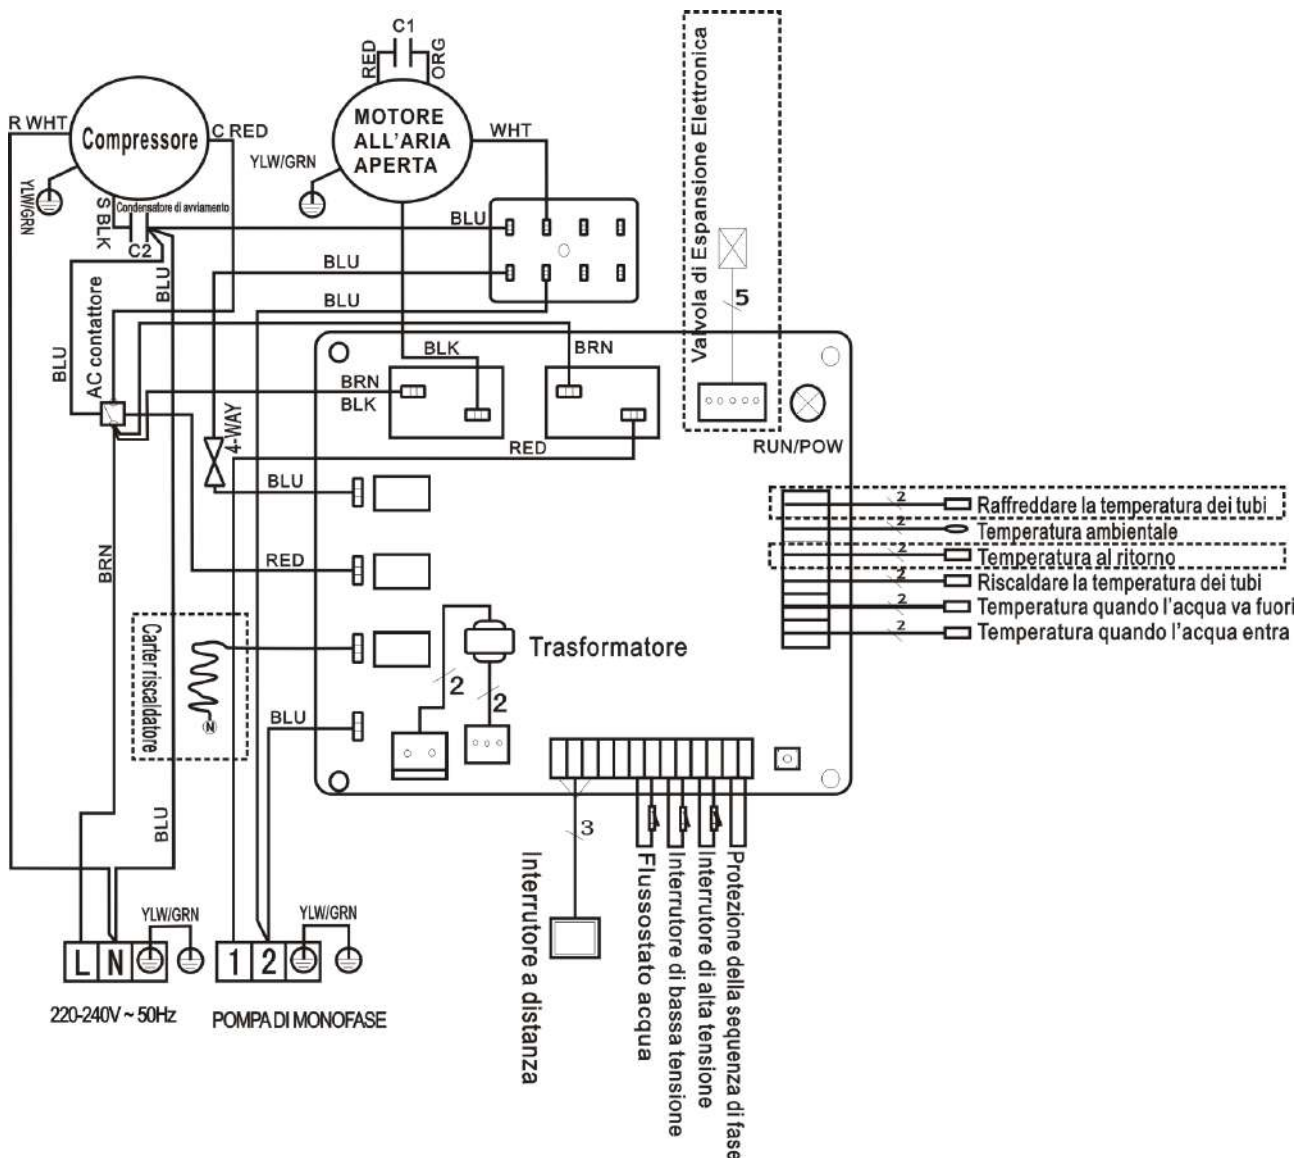 C1
RED
ORG
Valvola di Espansione Elettronica
R WHT
Compressore
C RED
MOTORE
ALL'ARIA
APERTA
WHT
YLW/GRN
YLW/GRN
S BLK
Condensatore di avviamento
C2
BLU
BLU
BLU
BLU
BLU
AC contattore
5
BLK
BRN
BRN
BLK
RED
RUN/POW
4-WAY
BLU
2
Raffreddare la temperatura dei tubi
2
Temperatura ambientale
2
Temperatura al ritorno
2
Riscaldare la temperatura dei tubi
2
Temperatura quando l'acqua va fuori
2
Temperatura quando l'acqua entra
BRN
RED
Carter riscaldatore
N
Trasformatore
2
2
BLU
BLU
3
Interrutore a distanza
Flussostato acqua
Interrutore di bassa tensione
Interrutore di alta tensione
Protezione della sequenza di fase
YLW/GRN
YLW/GRN
L N
1 2
220-240V ~ 50Hz
POMPA DI MONOFASE